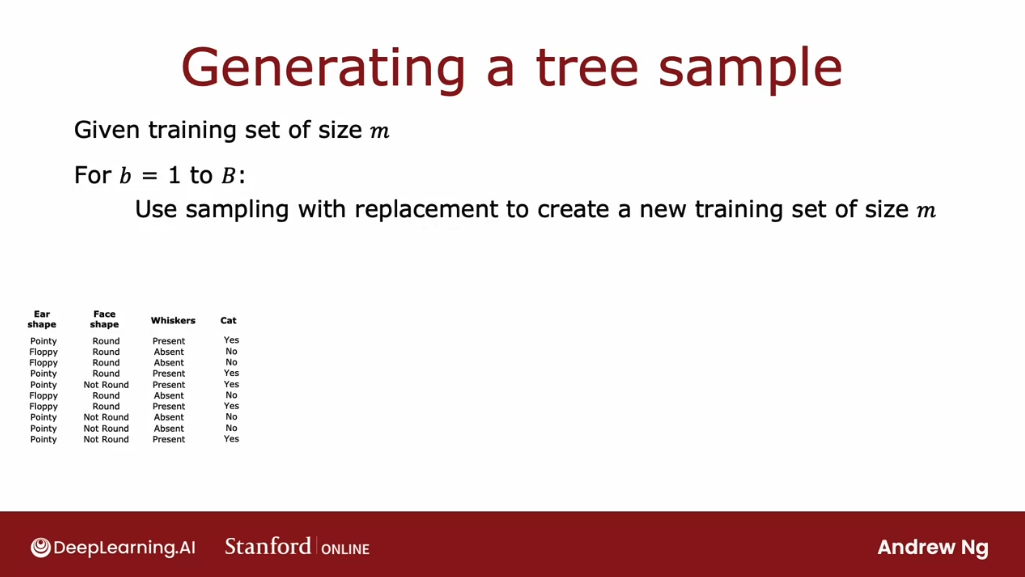 Generating a tree sample
Given training set of size m
For b = 1 to B:
Use sampling with replacement to create a new training set of size m
Ear shape Face shape Whiskers Cat
Pointy Round Present Yes
Floppy Round Absent No
Floppy Round Absent No
Pointy Round Present Yes
Pointy Not Round Present Yes
Floppy Round Absent No
Floppy Round Present Yes
Pointy Not Round Absent No
Pointy Not Round Absent No
Pointy Not Round Present Yes
DeepLearning.AI Stanford ONLINE Andrew Ng